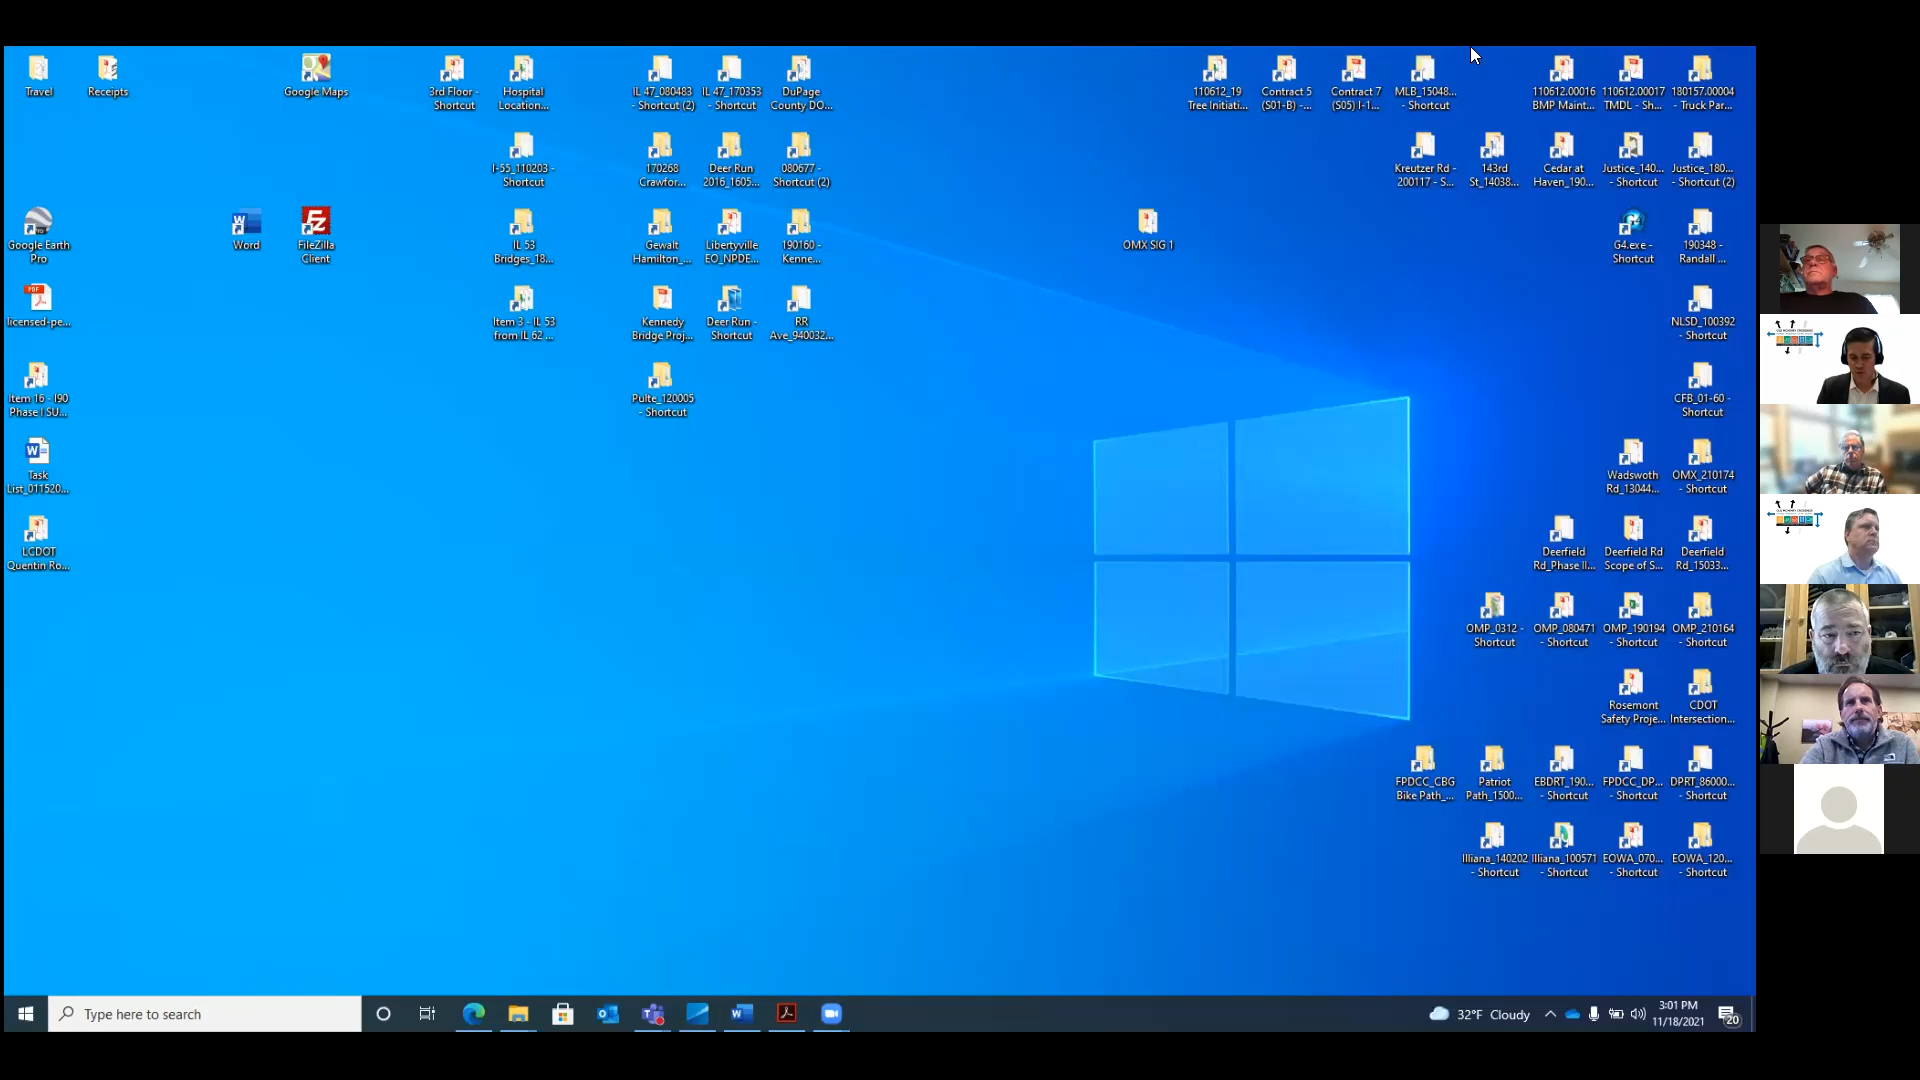 Travel
Receipts
Google Maps
3rd Floor -
Shortcut
Hospital
Location...
IL 47_080483
- Shortcut (2)
IL 47_170353
- Shortcut
DuPage
County DO...
110612_19
Tree Initiati...
Contract 5
(S01-B) -...
Contract 7
(S05) I-1...
MLB_15048...
- Shortcut
110612.00016
BMP Maint...
110612.00017
TMDL - Sh...
180157.00004
- Truck Par...
I-55_110203 -
Shortcut
170268
Crawfor...
Deer Run
2016_1605...
080677 -
Shortcut (2)
Kreutzer Rd -
200117 - S...
143rd
St_14038...
Cedar at
Haven_190...
Justice_140...
- Shortcut
Justice_180...
- Shortcut (2)
Google Earth
Pro
Word
FileZilla
Client
IL 53
Bridges_18...
Gewalt
Hamilton_...
Libertyville
EO_NPDE...
190160 -
Kenne...
OMX SIG 1
G4.exe -
Shortcut
190348 -
Randall ...
licensed-pe...
Item 3 - IL 53
from IL 62 ...
Kennedy
Bridge Proj...
Deer Run -
Shortcut
RR
Ave_940032...
NLSD_100392
- Shortcut
Item 16 - I90
Phase I SU...
Pulte_120005
- Shortcut
CFB_01-60 -
Shortcut
Task
List_011520...
Wadswoth
Rd_13044...
OMX_210174
- Shortcut
LCDOT
Quentin Ro...
Deerfield
Rd_Phase II...
Deerfield Rd
Scope of S...
Deerfield
Rd_15033...
OMP_0312 -
Shortcut
OMP_080471
- Shortcut
OMP_190194
- Shortcut
OMP_210164
- Shortcut
Rosemont
Safety Proje...
CDOT
Intersection...
FPDCC_CBG
Bike Path_...
Patriot
Path_1500...
EBDRT_190...
- Shortcut
FPDCC_DP...
- Shortcut
DPRT_86000...
- Shortcut
Illiana_140202
- Shortcut
Illiana_100571
- Shortcut
EOWA_070...
- Shortcut
EOWA_120...
- Shortcut
Type here to search
32°F Cloudy
3:01 PM
11/18/2021
20